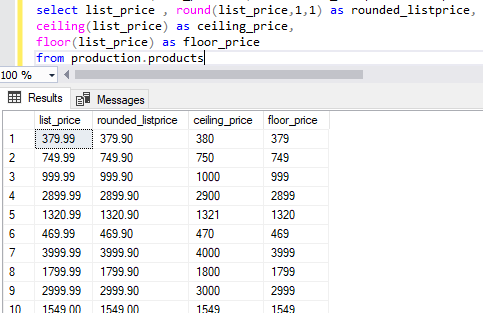 select list_price , round(list_price,1,1) as rounded_listprice,
ceiling(list_price) as ceiling_price,
floor(list_price) as floor_price
from production.products
100 %
Results Messages
list_price rounded_listprice ceiling_price floor_price
1 379.99 379.90 380 379
2 749.99 749.90 750 749
3 999.99 999.90 1000 999
4 2899.99 2899.90 2900 2899
5 1320.99 1320.90 1321 1320
6 469.99 469.90 470 469
7 3999.99 3999.90 4000 3999
8 1799.99 1799.90 1800 1799
9 2999.99 2999.90 3000 2999
10 1549.00 1549.00 1549 1549